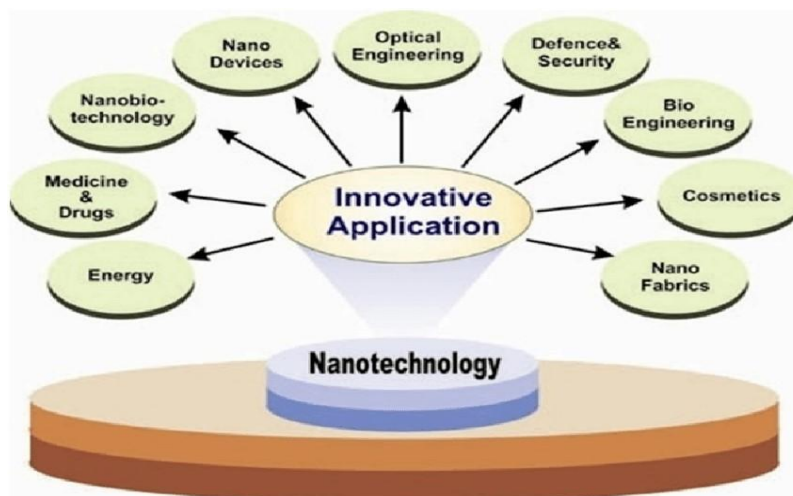 Nano
Devices
Optical
Engineering
Defence&
Security
Nanobio-
technology
Bio
Engineering
Medicine
&
Drugs
Innovative
Application
Cosmetics
Energy
Nano
Fabrics
Nanotechnology